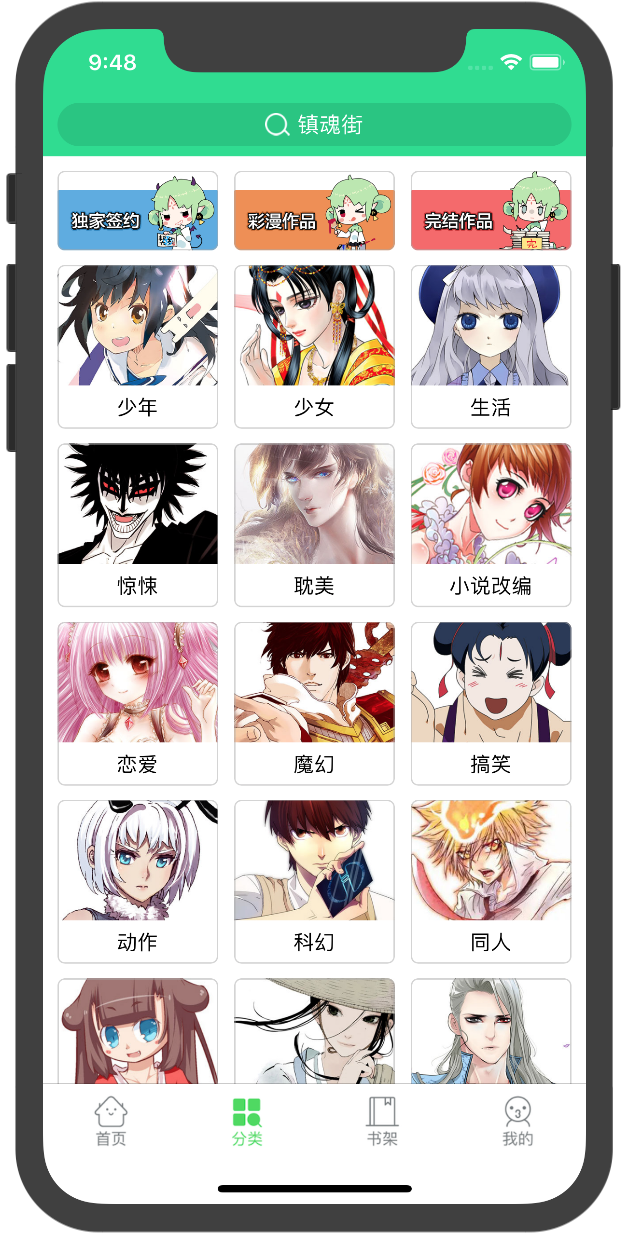 9:48
镇魂街
独家签约
彩漫作品
完结作品
完
少年
少女
生活
惊悚
耽美
小说改编
恋爱
魔幻
搞笑
动作
科幻
同人
首页
分类
书架
我的